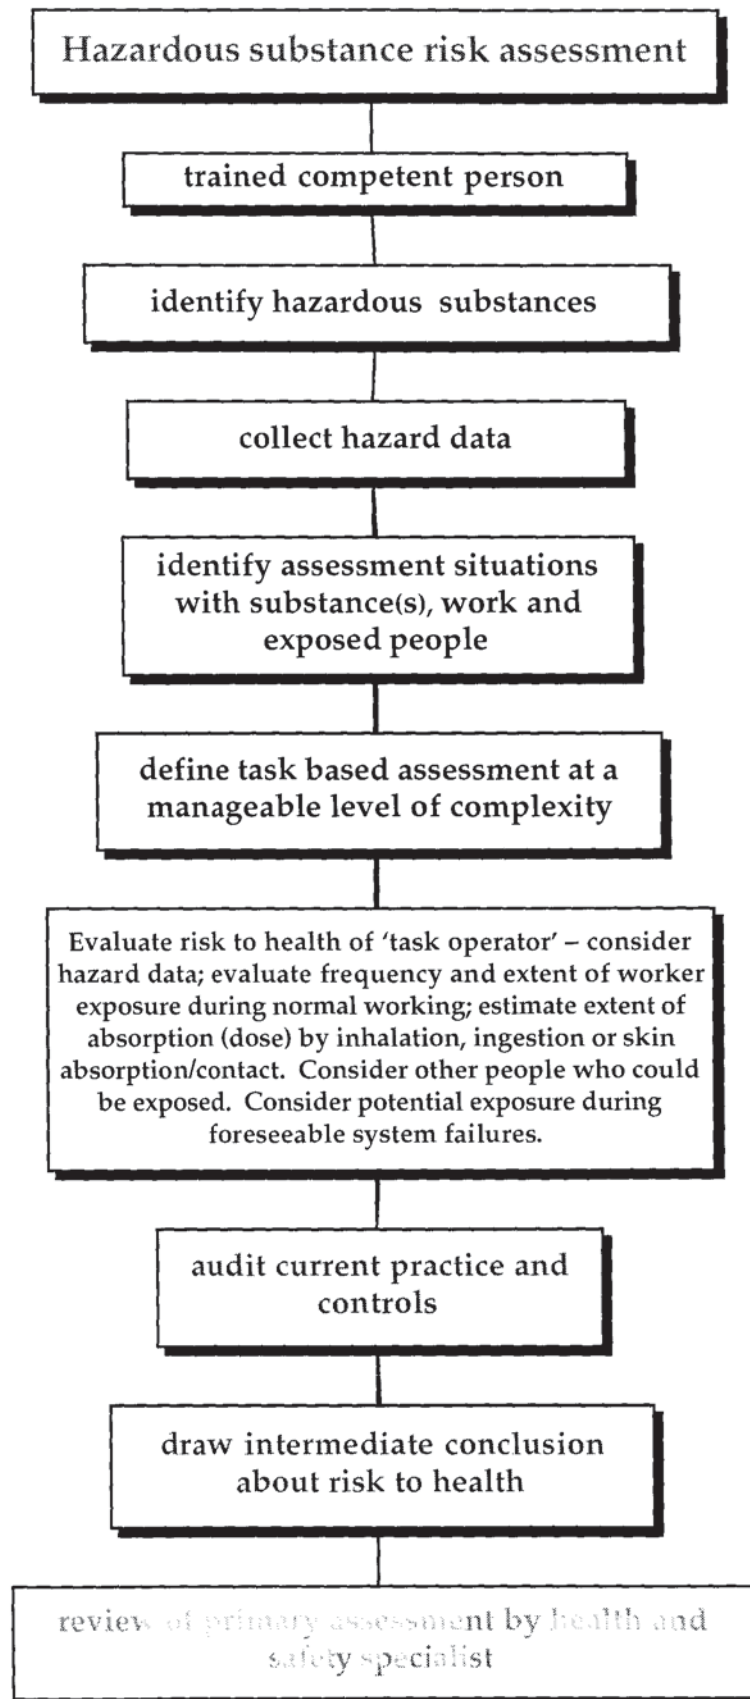 Hazardous substance risk assessment
trained competent person
identify hazardous substances
collect hazard data
identify assessment situations
with substance(s), work and
exposed people
define task based assessment at a
manageable level of complexity
Evaluate risk to health of ‘task operator’ – consider
hazard data; evaluate frequency and extent of worker
exposure during normal working; estimate extent of
absorption (dose) by inhalation, ingestion or skin
absorption/contact. Consider other people who could
be exposed. Consider potential exposure during
foreseeable system failures.
audit current practice and
controls
draw intermediate conclusion
about risk to health
review of primary assessment by health and
safety specialist